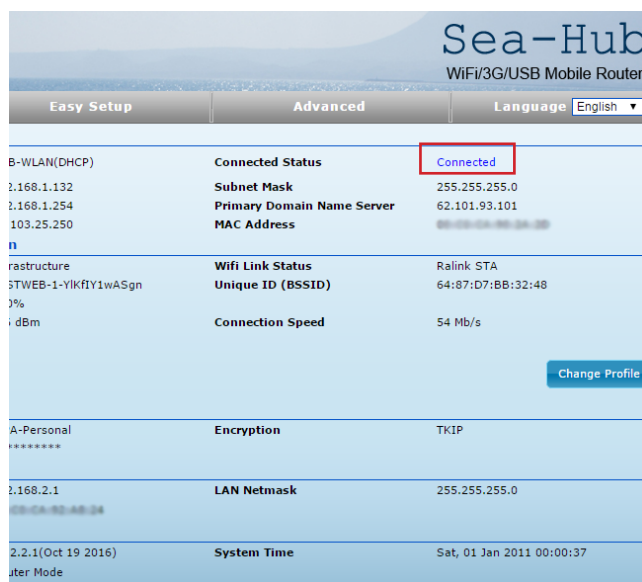 Sea-Hub
WiFi/3G/USB Mobile Router
Easy Setup Advanced Language English
B-WLAN(DHCP) Connected Status Connected
2.168.1.132 Subnet Mask 255.255.255.0
2.168.1.254 Primary Domain Name Server 62.101.93.101
103.25.250 MAC Address
n
rastructure Wifi Link Status Ralink STA
STWEB-1-YlKfIY1wASgn Unique ID (BSSID) 64:87:D7:BB:32:48
0%
dBm Connection Speed 54 Mb/s
Change Profile
A-Personal Encryption TKIP
********
2.168.2.1 LAN Netmask 255.255.255.0
2.2.1(Oct 19 2016) System Time Sat, 01 Jan 2011 00:00:37
uter Mode